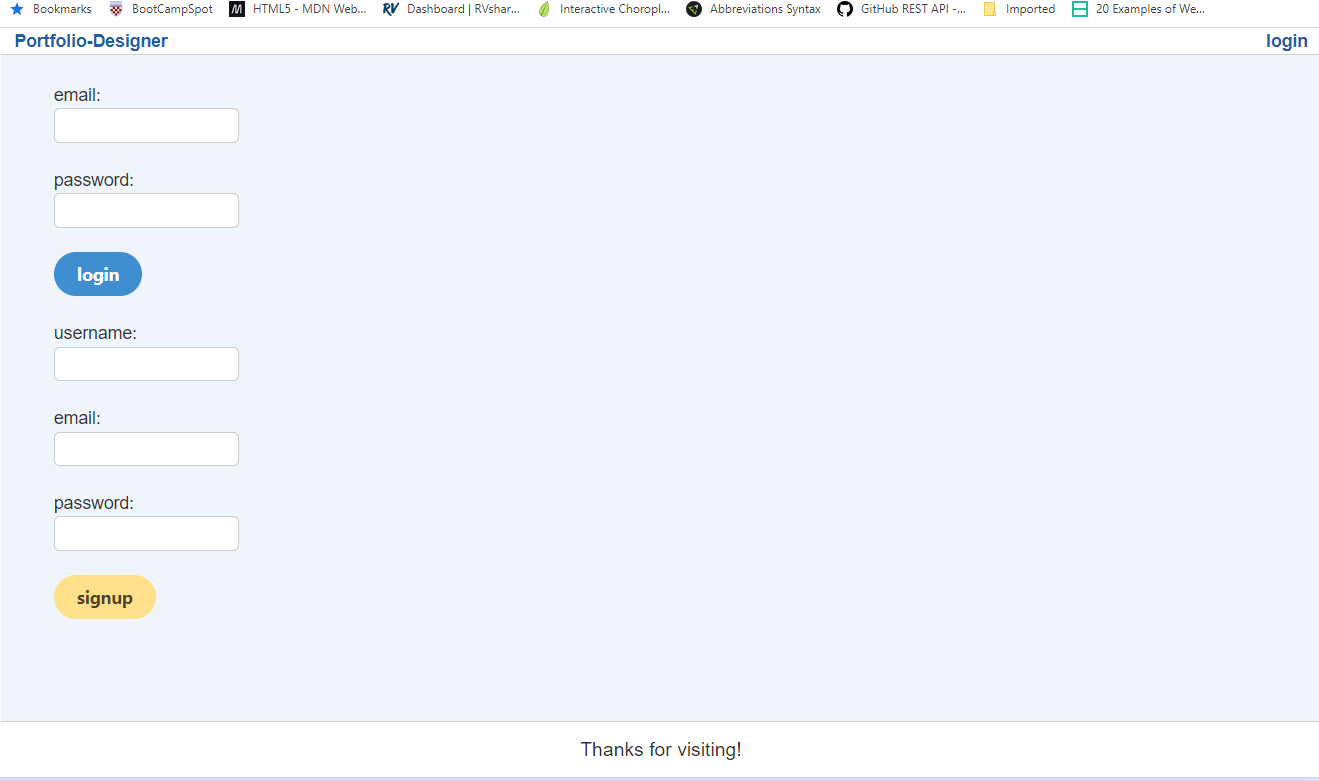 Bookmarks BootCampSpot M HTML5 - MDN Web... RV Dashboard | RVshar... Interactive Choropl... Abbreviations Syntax GitHub REST API -... Imported 20 Examples of We...
Portfolio-Designer login
email:
password:
login
username:
email:
password:
signup
Thanks for visiting!